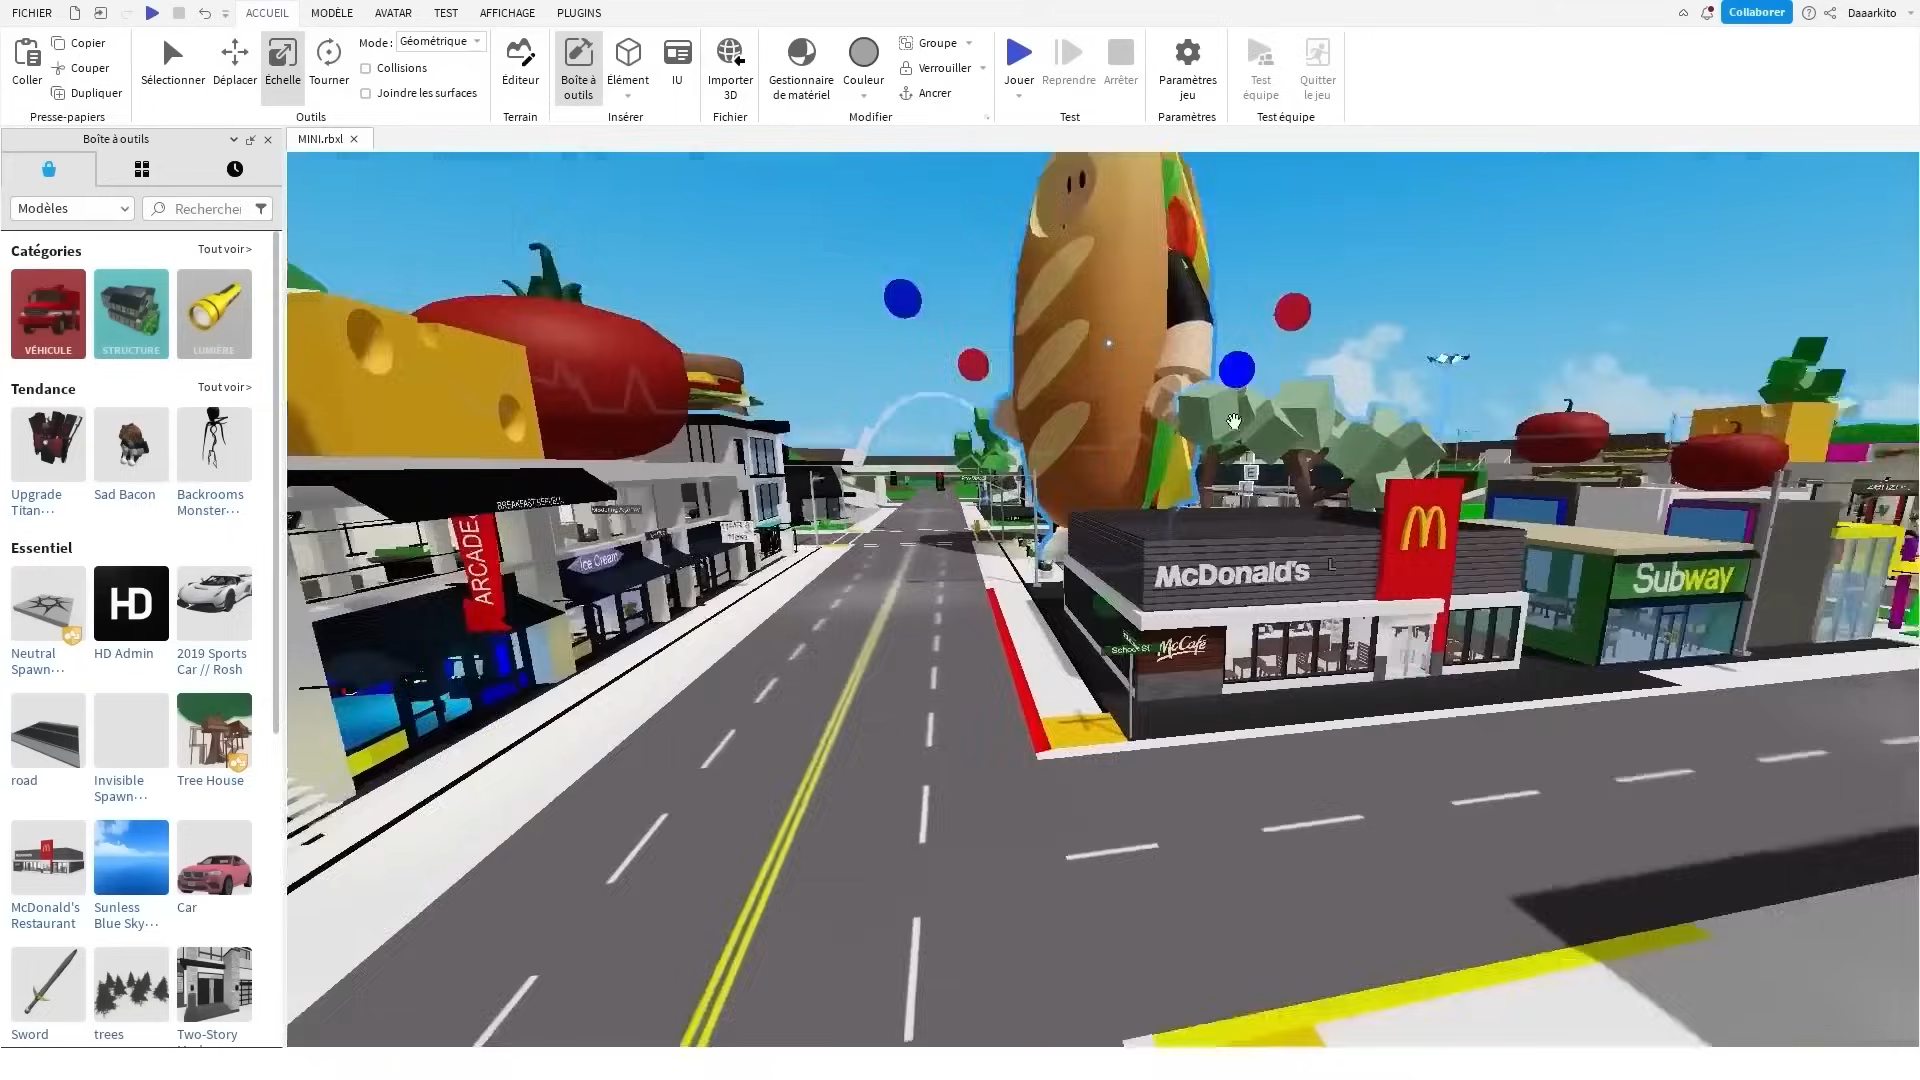 FICHIER ACCUEIL MODÈLE AVATAR TEST AFFICHAGE PLUGINS Collaborer Daaarkito
Coller
Copier
Couper
Dupliquer
Presse-papiers
Sélectionner
Déplacer
Échelle
Tourner
Mode : Géométrique
Collisions
Joindre les surfaces
Outils
Éditeur
Terrain
Boîte à outils
Élément
IU
Insérer
Importer 3D
Fichier
Gestionnaire de matériel
Couleur
Groupe
Verrouiller
Ancrer
Modifier
Jouer
Reprendre
Arrêter
Test
Paramètres jeu
Paramètres
Test équipe
Quitter le jeu
Test équipe
Boîte à outils
MINI.rbxl
Modèles
Rechercher
Catégories Tout voir >
VÉHICULE STRUCTURE LUMIÈRE
Tendance Tout voir >
Upgrade Titan···
Sad Bacon
Backrooms Monster···
Essentiel
HD
Neutral Spawn···
HD Admin
2019 Sports Car // Rosh
road
Invisible Spawn···
Tree House
McDonald's Restaurant
Sunless Blue Sky···
Car
Sword
trees
Two-Story
ARCADE
Ice Cream
McDonald's
McCafé
School St
Subway
E
L